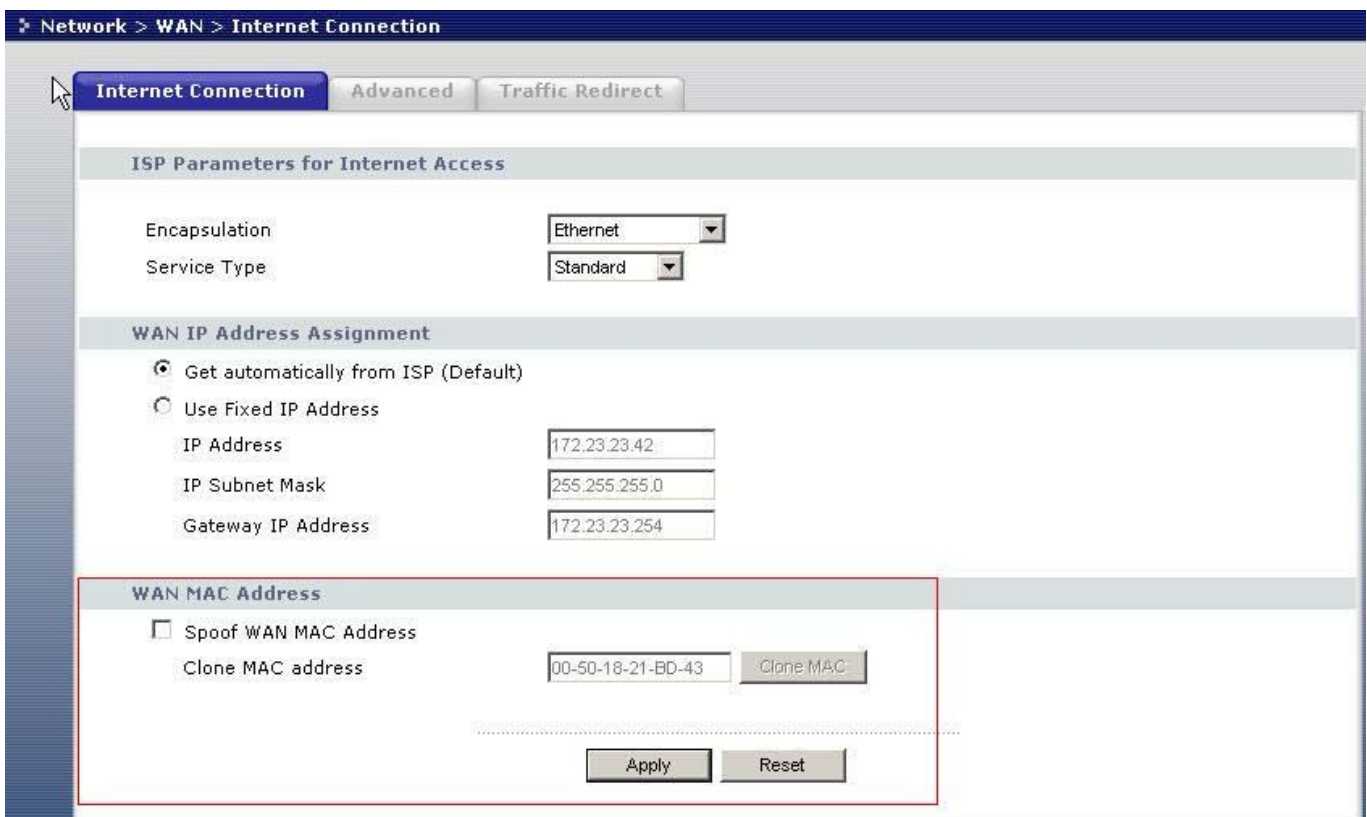 Network > WAN > Internet Connection
Internet Connection Advanced Traffic Redirect
ISP Parameters for Internet Access
Encapsulation Ethernet
Service Type Standard
WAN IP Address Assignment
Get automatically from ISP (Default)
Use Fixed IP Address
IP Address 172.23.23.42
IP Subnet Mask 255.255.255.0
Gateway IP Address 172.23.23.254
WAN MAC Address
Spoof WAN MAC Address
Clone MAC address 00-50-18-21-BD-43 Clone MAC
Apply Reset